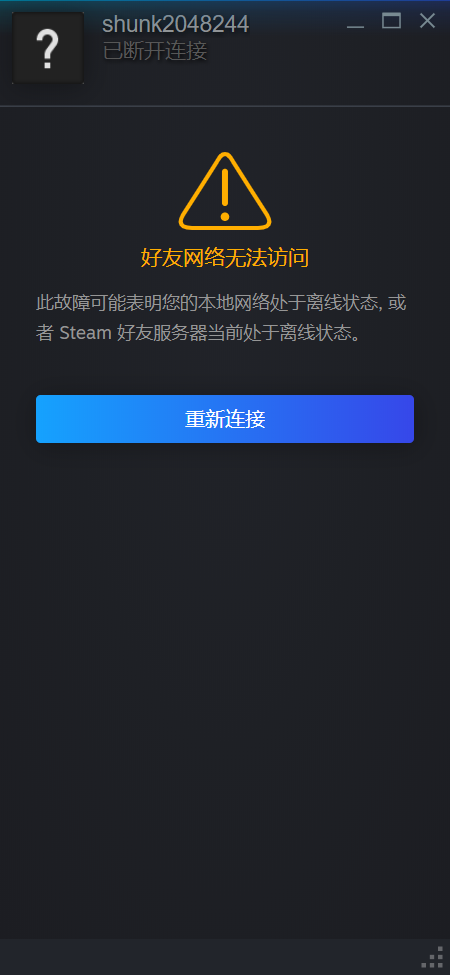 shunk2048244
已断开连接
好友网络无法访问
此故障可能表明您的本地网络处于离线状态, 或
者 Steam 好友服务器当前处于离线状态。
重新连接